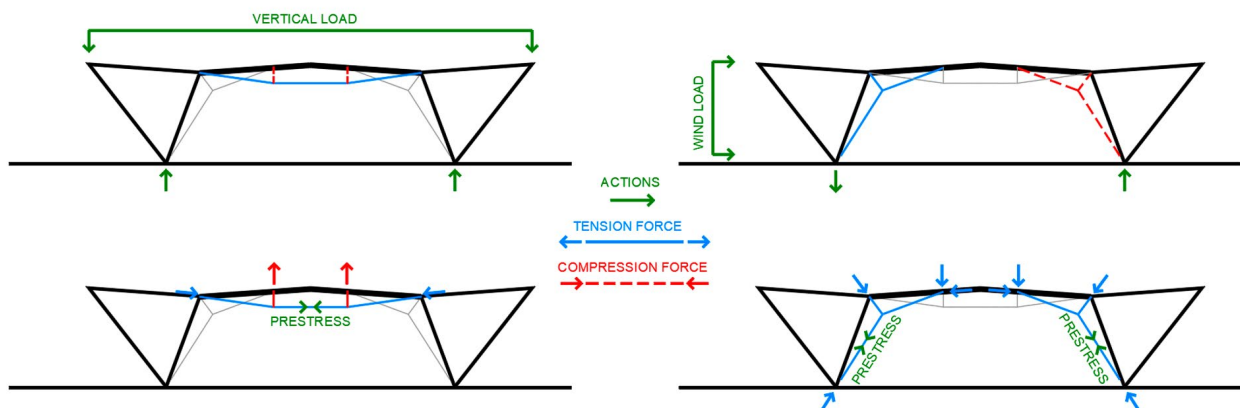 VERTICAL LOAD
WIND LOAD
ACTIONS
TENSION FORCE
COMPRESSION FORCE
PRESTRESS
PRESTRESS
PRESTRESS